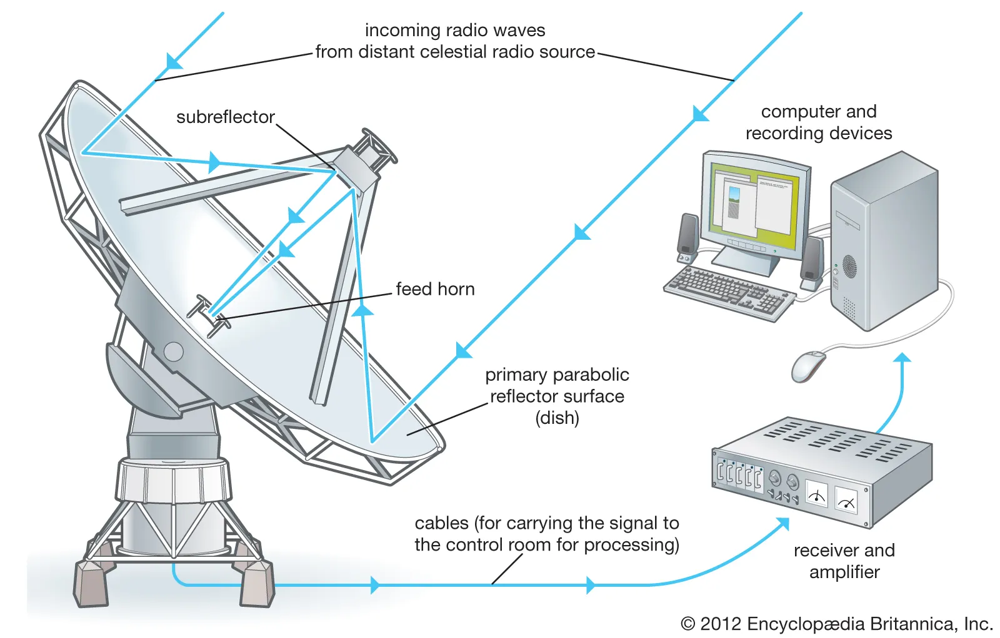 incoming radio waves
from distant celestial radio source
subreflector
computer and
recording devices
feed horn
primary parabolic
reflector surface
(dish)
cables (for carrying the signal to
the control room for processing)
receiver and
amplifier
© 2012 Encyclopædia Britannica, Inc.